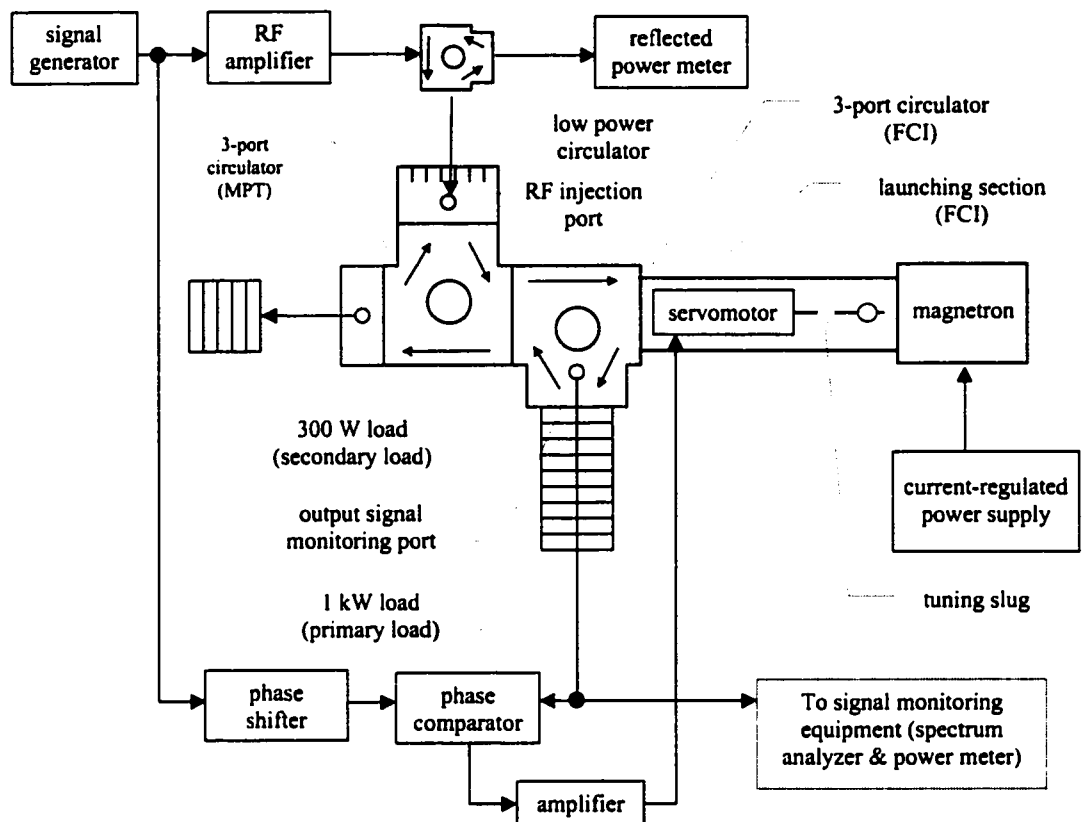 signal
generator
RF
amplifier
reflected
power meter
3-port circulator
(FCI)
low power
circulator
3-port
circulator
(MPT)
RF injection
port
launching section
(FCI)
servomotor
magnetron
300 W load
(secondary load)
current-regulated
power supply
output signal
monitoring port
tuning slug
1 kW load
(primary load)
phase
shifter
phase
comparator
To signal monitoring
equipment (spectrum
analyzer & power meter)
amplifier